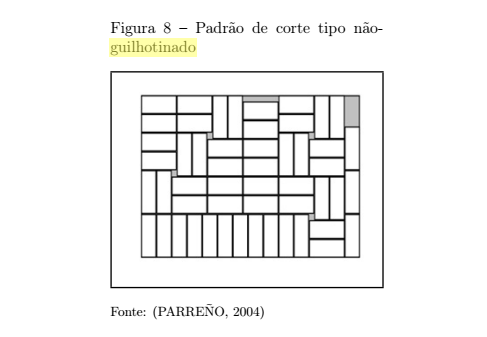 Figura 8 – Padrão de corte tipo não-
guilhotinado
Fonte: (PARREÑO, 2004)